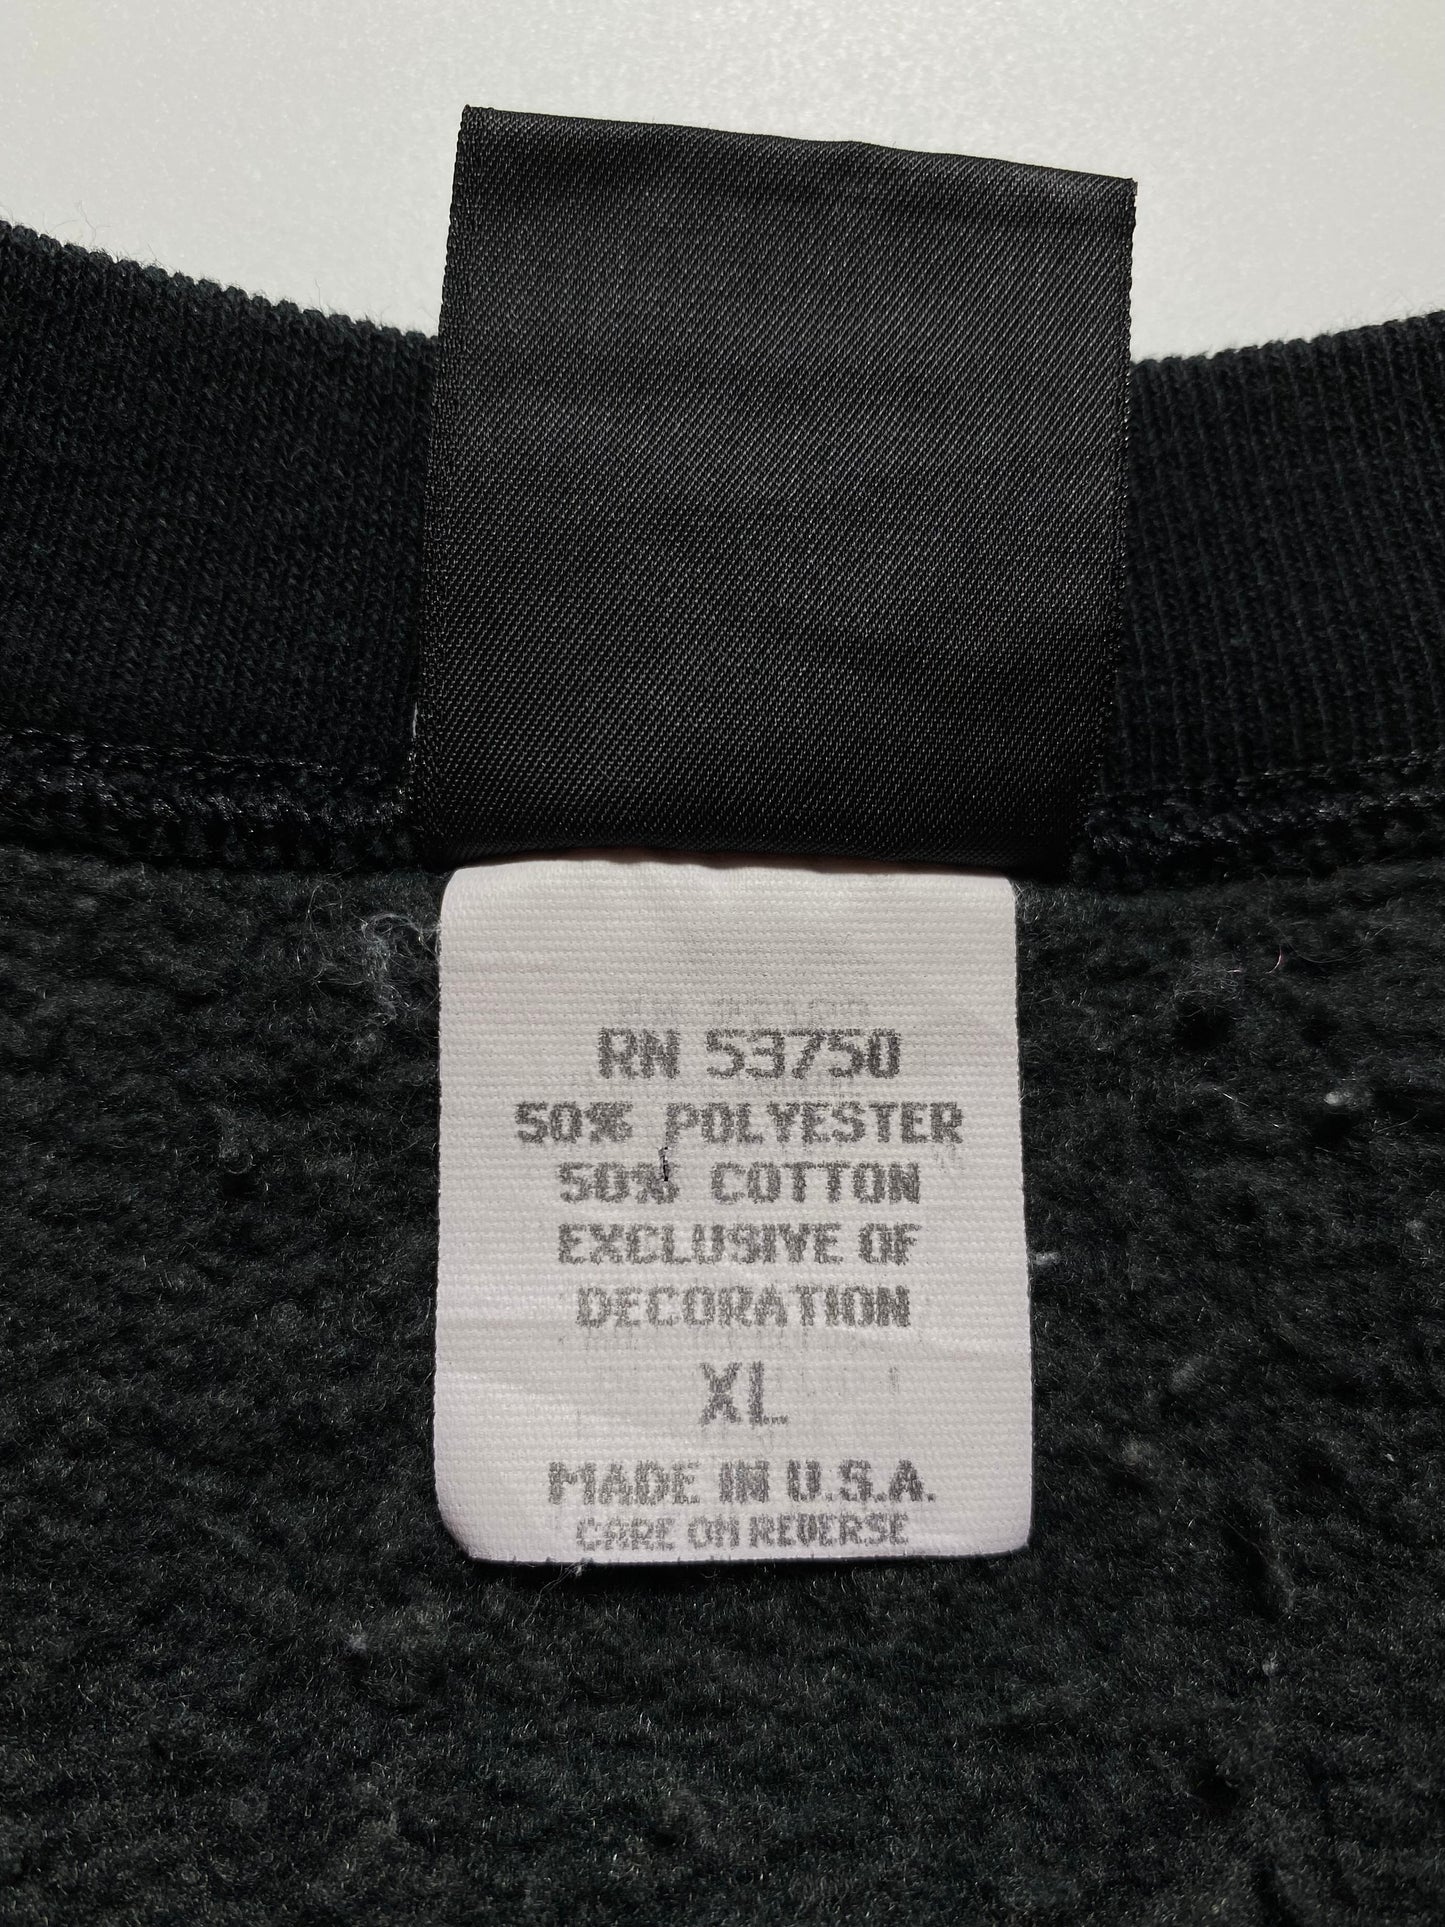 RN 53750
50% POLYESTER
50% COTTON
EXCLUSIVE OF
DECORATION
XL
MADE IN U.S.A.
CARE ON REVERSE